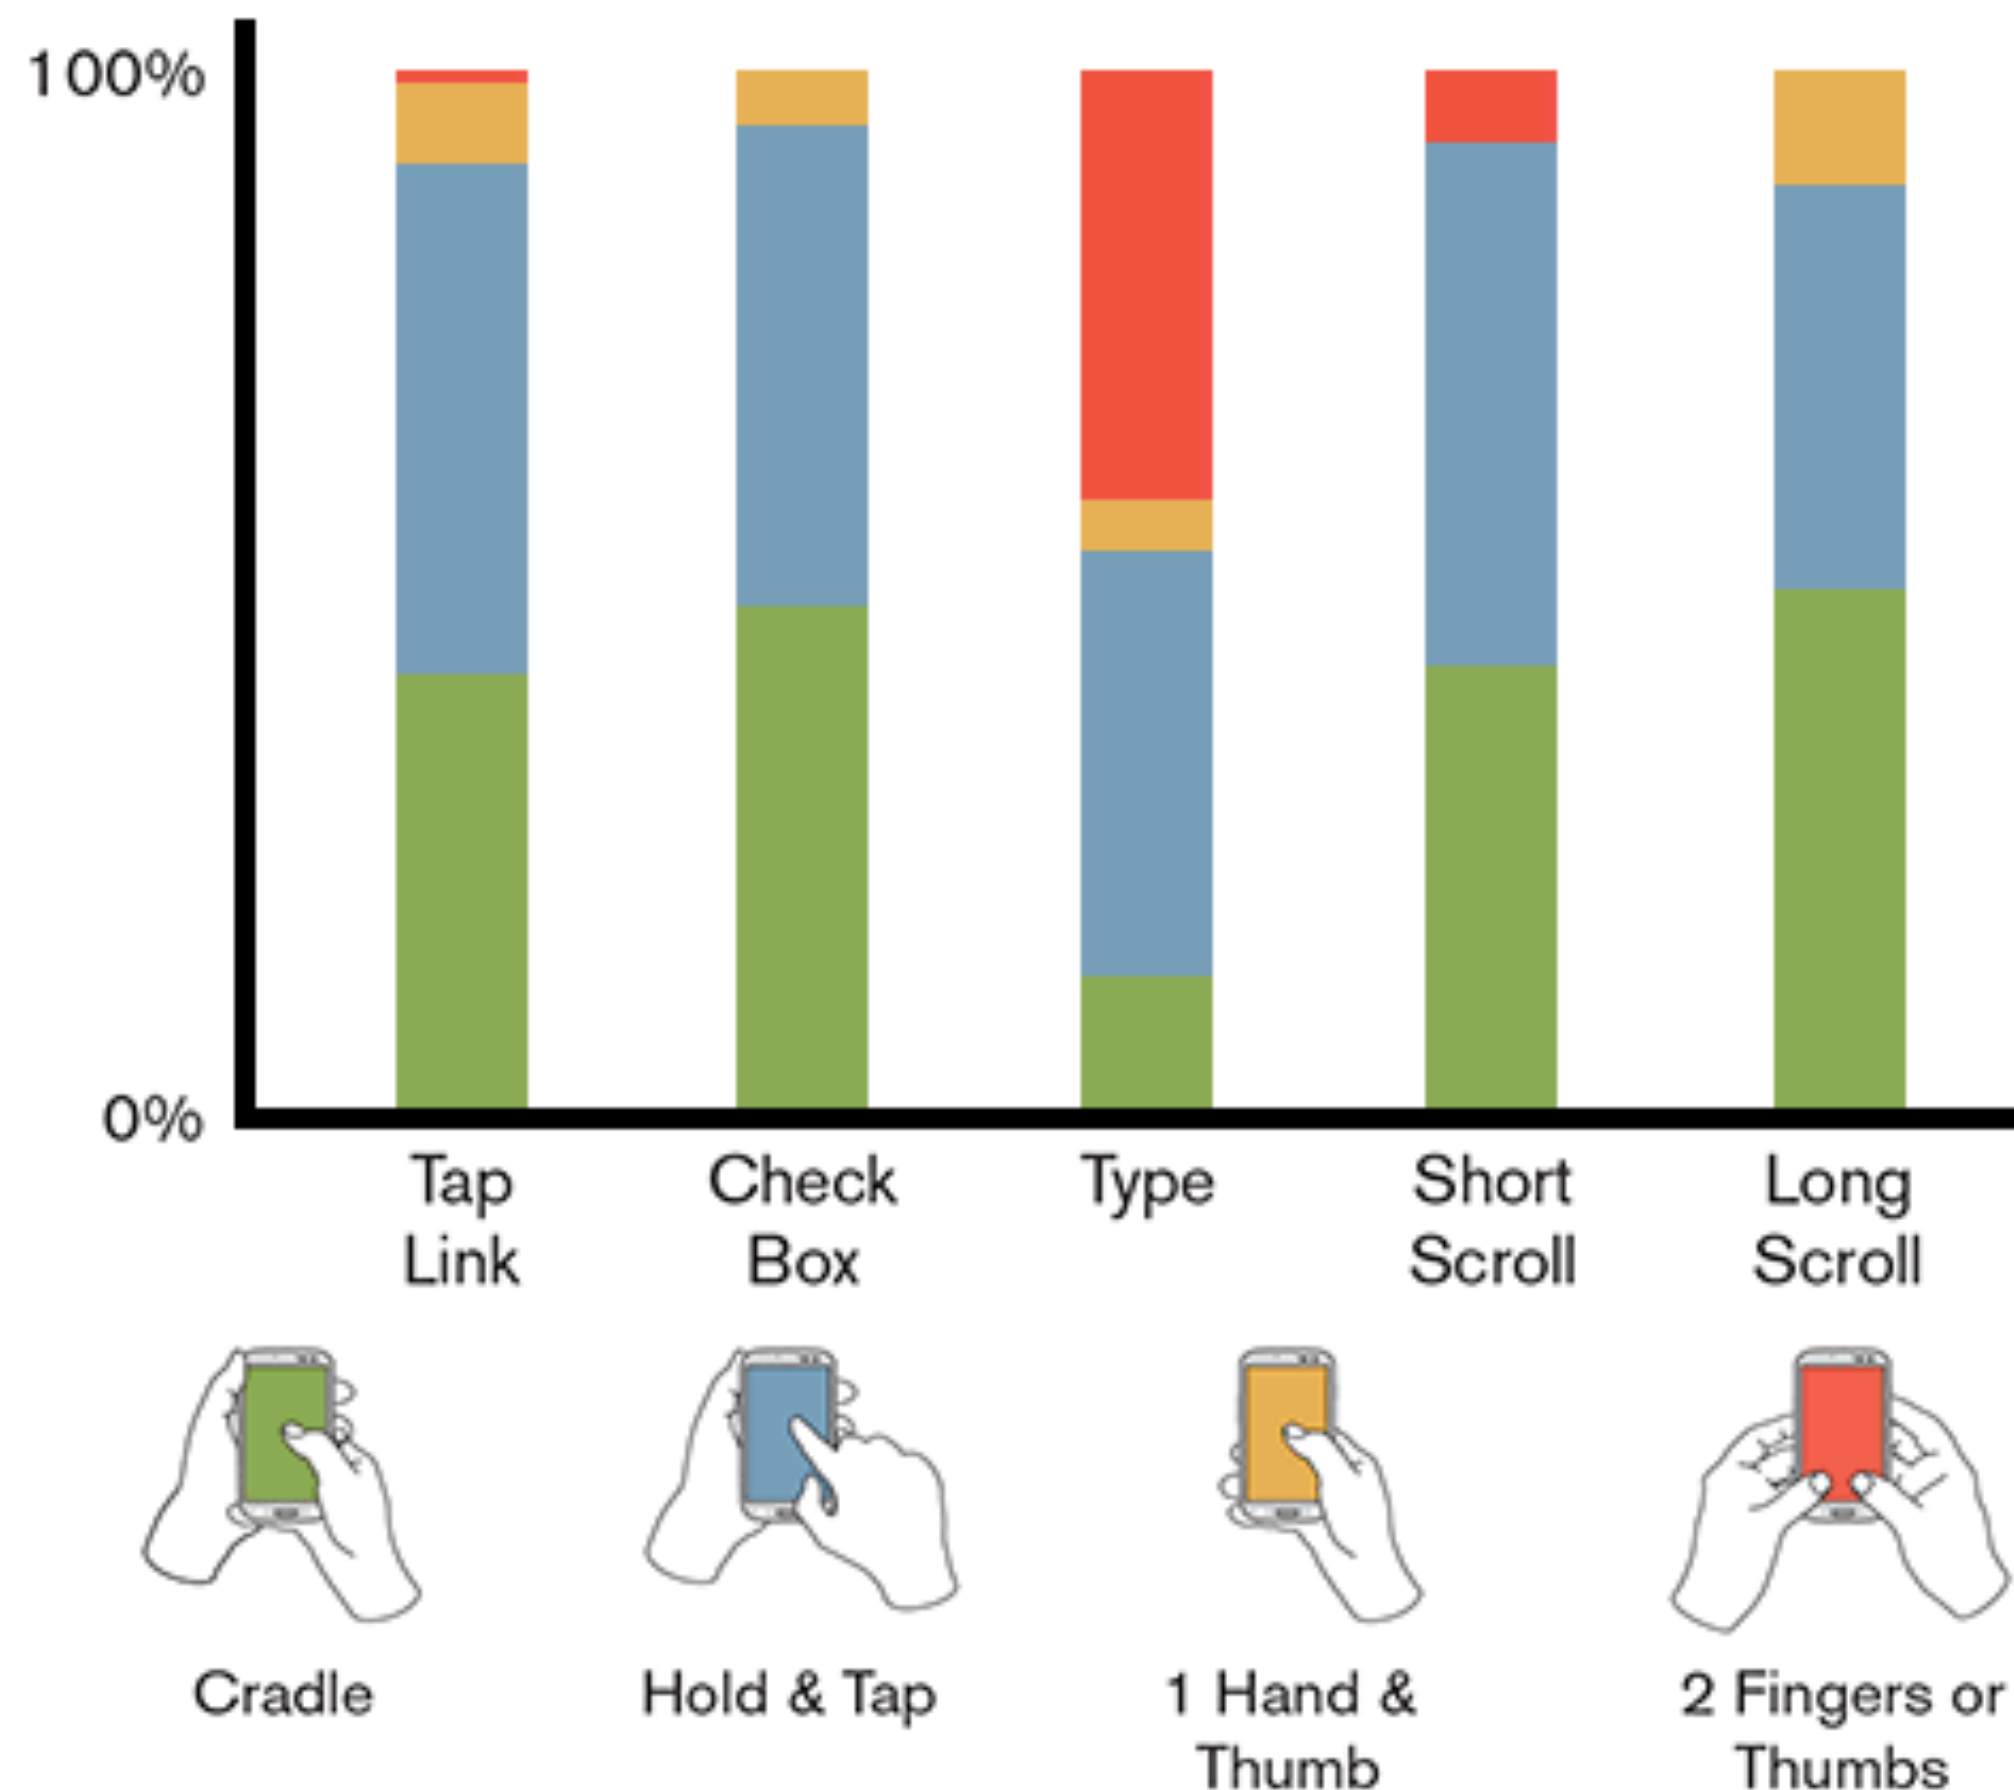 100%
0%
Tap
Link
Check
Box
Type
Short
Scroll
Long
Scroll
Cradle
Hold & Tap
1 Hand &
Thumb
2 Fingers or
Thumbs